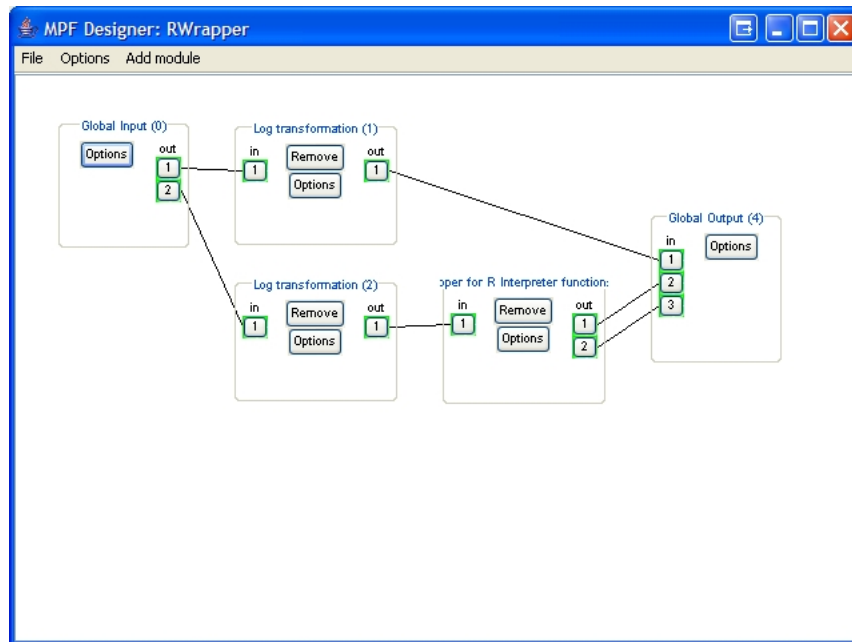 MPF Designer: RWrapper
File Options Add module
Global Input (0)
Options
out
1
2
Log transformation (1)
in
1
Remove
Options
out
1
Log transformation (2)
in
1
Remove
Options
out
1
oper for R Interpreter function:
in
1
Remove
Options
out
1
2
Global Output (4)
in
1
2
3
Options